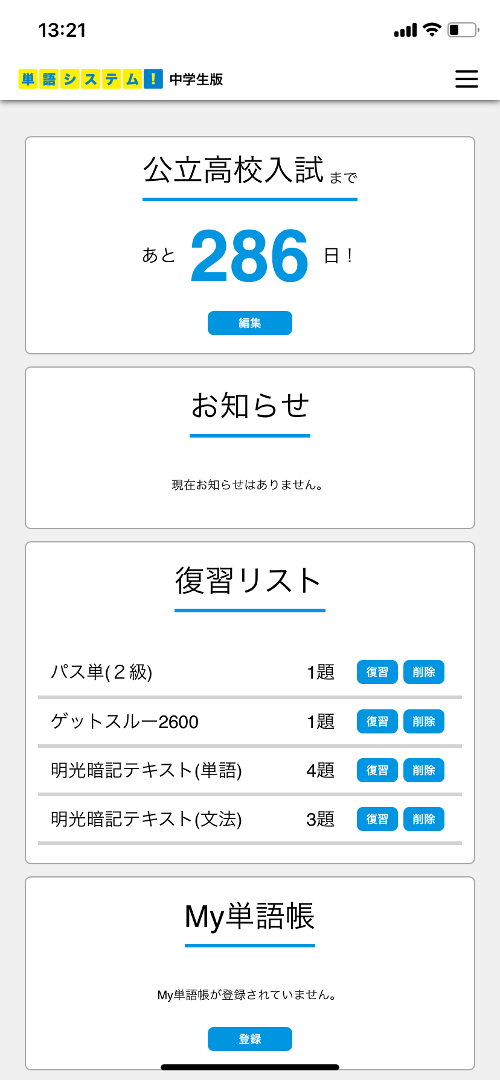 13:21
単語システム! 中学生版
公立高校入試まで
あと 286 日！
編集
お知らせ
現在お知らせはありません。
復習リスト
パス単(２級) 1題 復習 削除
ゲットスルー2600 1題 復習 削除
明光暗記テキスト(単語) 4題 復習 削除
明光暗記テキスト(文法) 3題 復習 削除
My単語帳
My単語帳が登録されていません。
登録